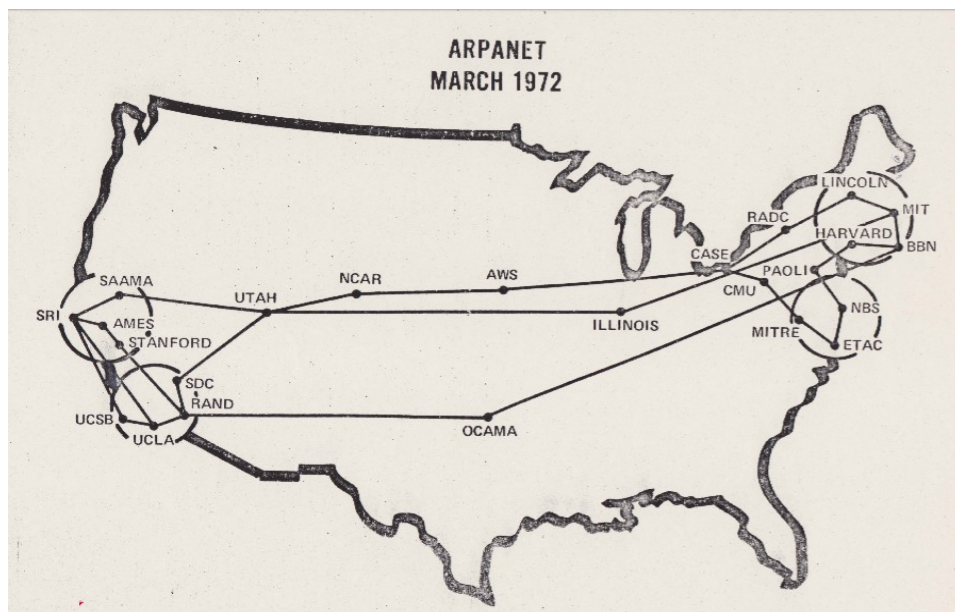 ARPANET
MARCH 1972
LINCOLN
MIT
RADC
HARVARD
BBN
CASE
PAOLI
AWS
NCAR
CMU
SAAMA
UTAH
NBS
SRI
AMES
ILLINOIS
MITRE
STANFORD
ETAC
SDC
RAND
UCSB
OCAMA
UCLA